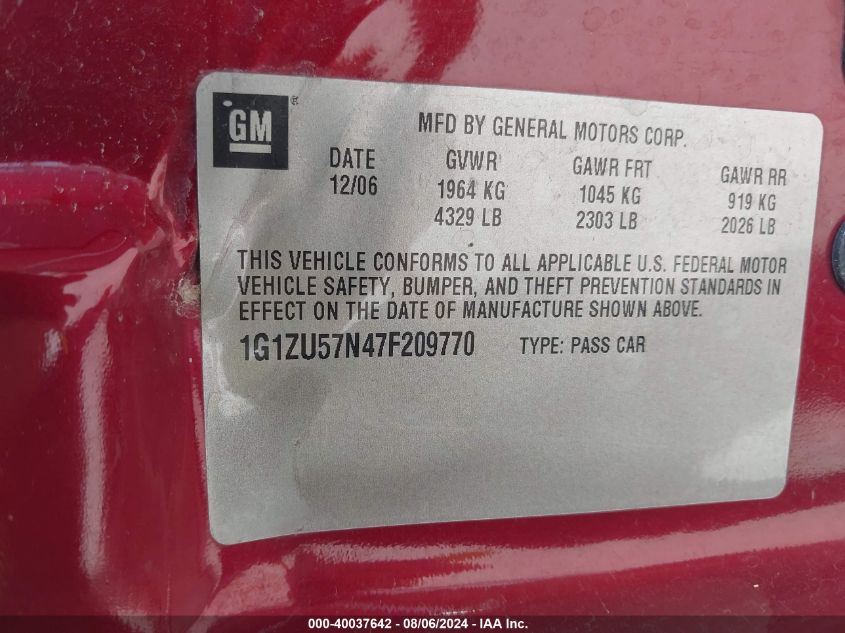 GM
®
MFD BY GENERAL MOTORS CORP.
DATE GVWR GAWR FRT GAWR RR
12/06 1964 KG 1045 KG 919 KG
4329 LB 2303 LB 2026 LB
THIS VEHICLE CONFORMS TO ALL APPLICABLE U.S. FEDERAL MOTOR
VEHICLE SAFETY, BUMPER, AND THEFT PREVENTION STANDARDS IN
EFFECT ON THE DATE OF MANUFACTURE SHOWN ABOVE.
1G1ZU57N47F209770 TYPE: PASS CAR
000-40037642 - 08/06/2024 - IAA Inc.